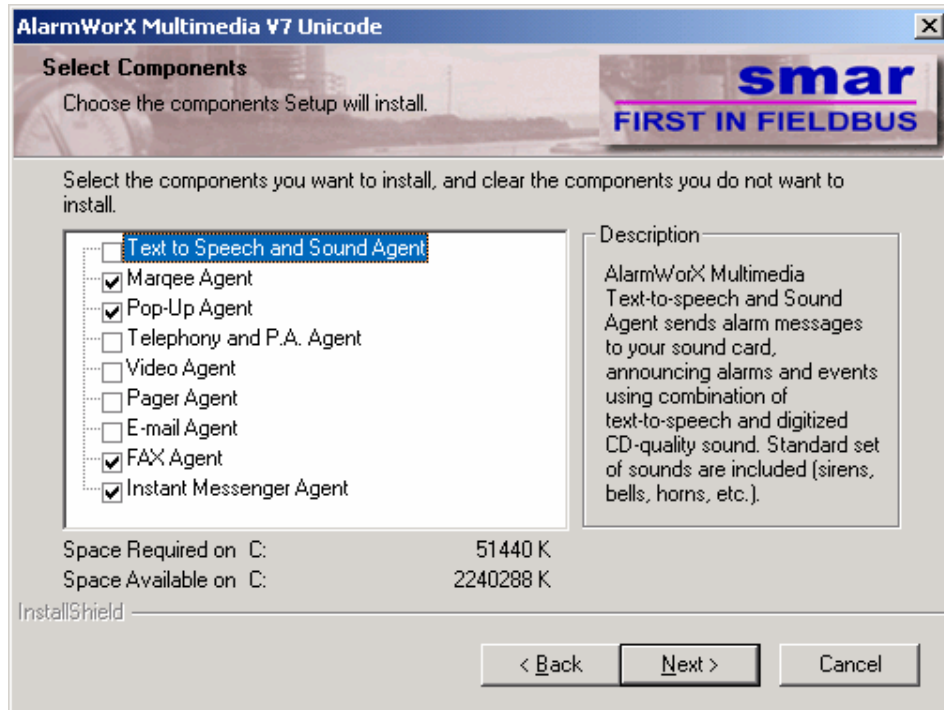 AlarmWorX Multimedia V7 Unicode
Select Components
Choose the components Setup will install.
smar
FIRST IN FIELDBUS
Select the components you want to install, and clear the components you do not want to
install.
Text to Speech and Sound Agent
Marqee Agent
Pop-Up Agent
Telephony and P.A. Agent
Video Agent
Pager Agent
E-mail Agent
FAX Agent
Instant Messenger Agent
Description
AlarmWorX Multimedia
Text-to-speech and Sound
Agent sends alarm messages
to your sound card,
announcing alarms and events
using combination of
text-to-speech and digitized
CD-quality sound. Standard set
of sounds are included (sirens,
bells, horns, etc.).
Space Required on C: 51440 K
Space Available on C: 2240288 K
InstallShield
< Back
Next >
Cancel